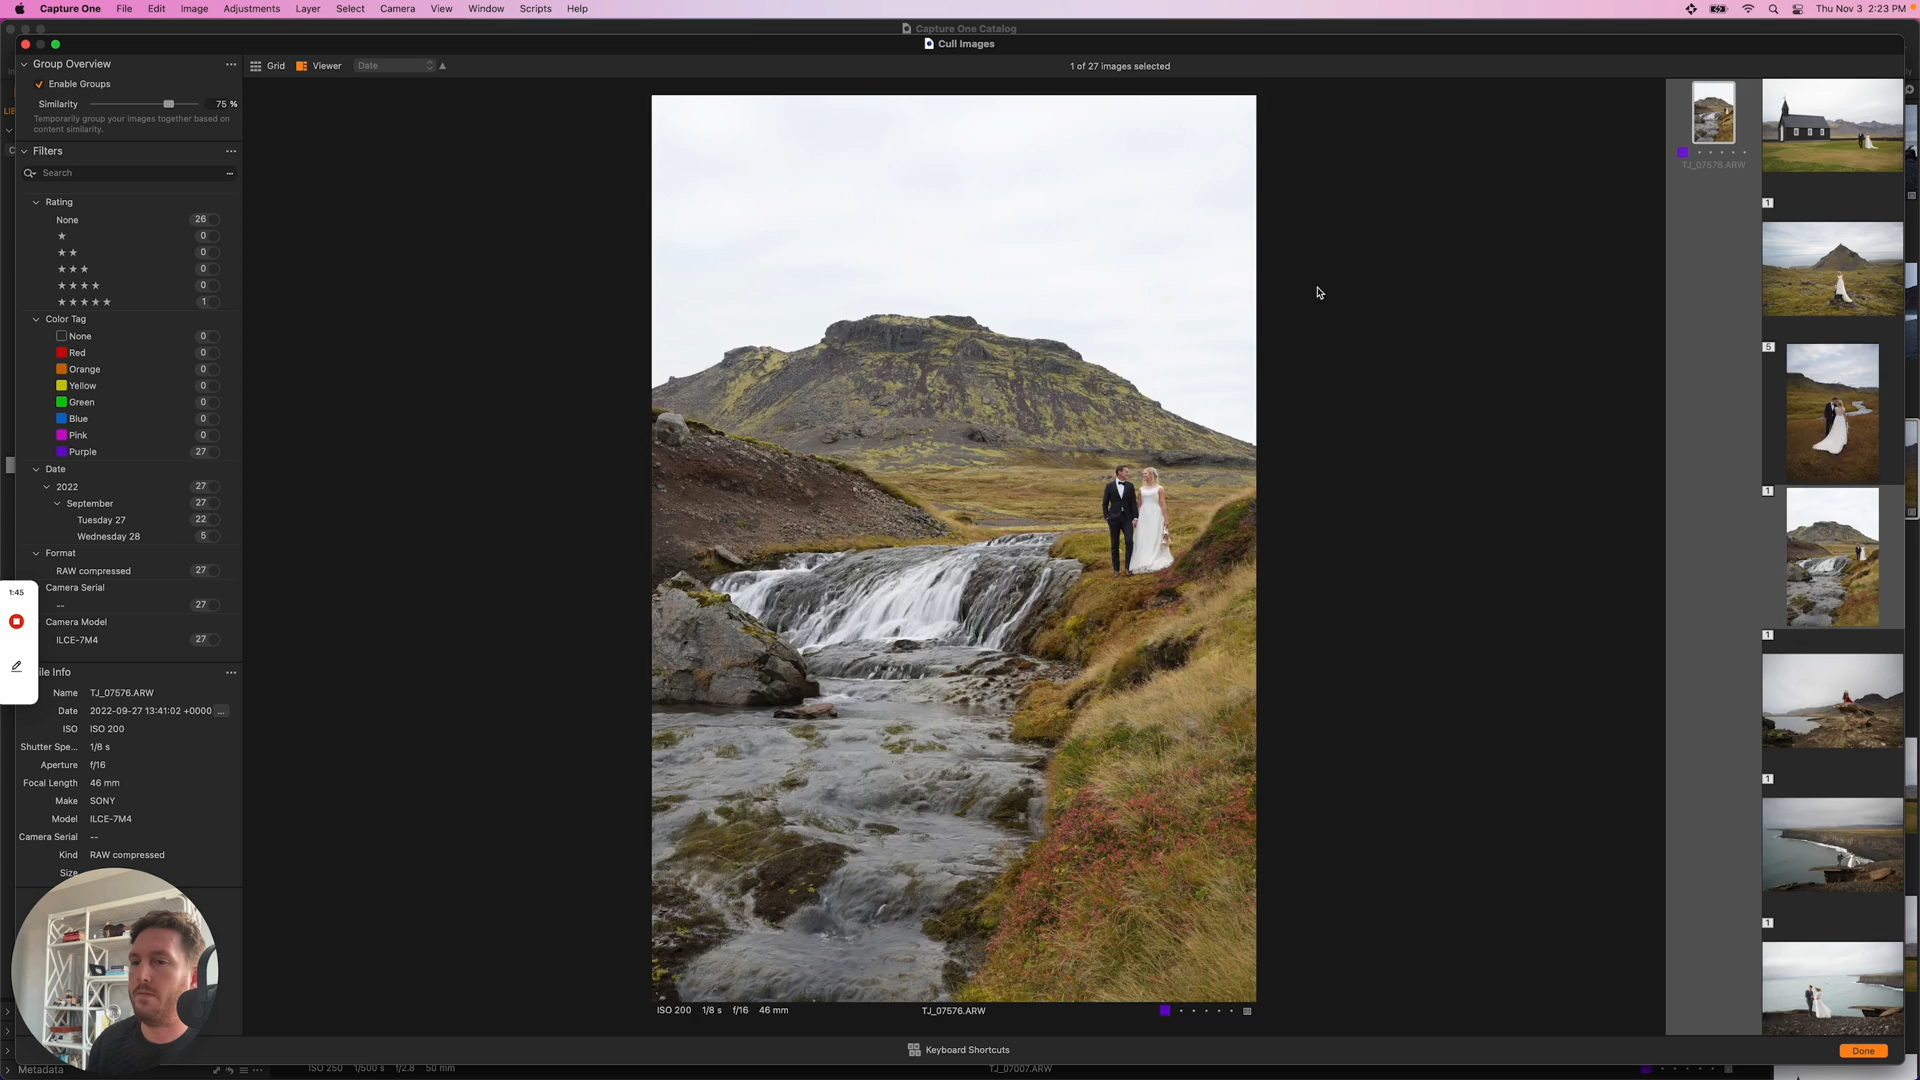 Capture One File Edit Image Adjustments Layer Select Camera View Window Scripts Help Thu Nov 3 2:23 PM
Capture One Catalog
Cull Images
Group Overview
Grid Viewer Date 1 of 27 images selected
Enable Groups
Similarity 75 %
Temporarily group your images together based on
content similarity.
Filters
Search
Rating
None 26
★ 0
★★ 0
★★★ 0
★★★★ 0
★★★★★ 1
Color Tag
None 0
Red 0
Orange 0
Yellow 0
Green 0
Blue 0
Pink 0
Purple 27
Date
2022 27
September 27
Tuesday 27 22
Wednesday 28 5
Format
RAW compressed 27
Camera Serial
-- 27
Camera Model
ILCE-7M4 27
1:45
ile Info
Name TJ_07576.ARW
Date 2022-09-27 13:41:02 +0000 ...
ISO ISO 200
Shutter Spe... 1/8 s
Aperture f/16
Focal Length 46 mm
Make SONY
Model ILCE-7M4
Camera Serial --
Kind RAW compressed
Size
TJ_07576.ARW
1
5
1
1
1
1
ISO 200 1/8 s f/16 46 mm TJ_07576.ARW
Keyboard Shortcuts
Done
Metadata ISO 250 1/500 s f/2.8 50 mm TJ_07007.ARW